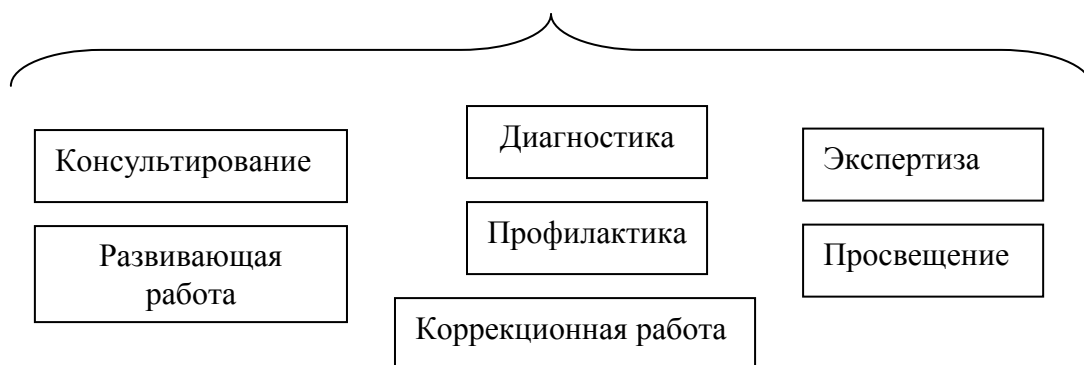 Консультирование
Развивающая
работа
Диагностика
Профилактика
Коррекционная работа
Экспертиза
Просвещение